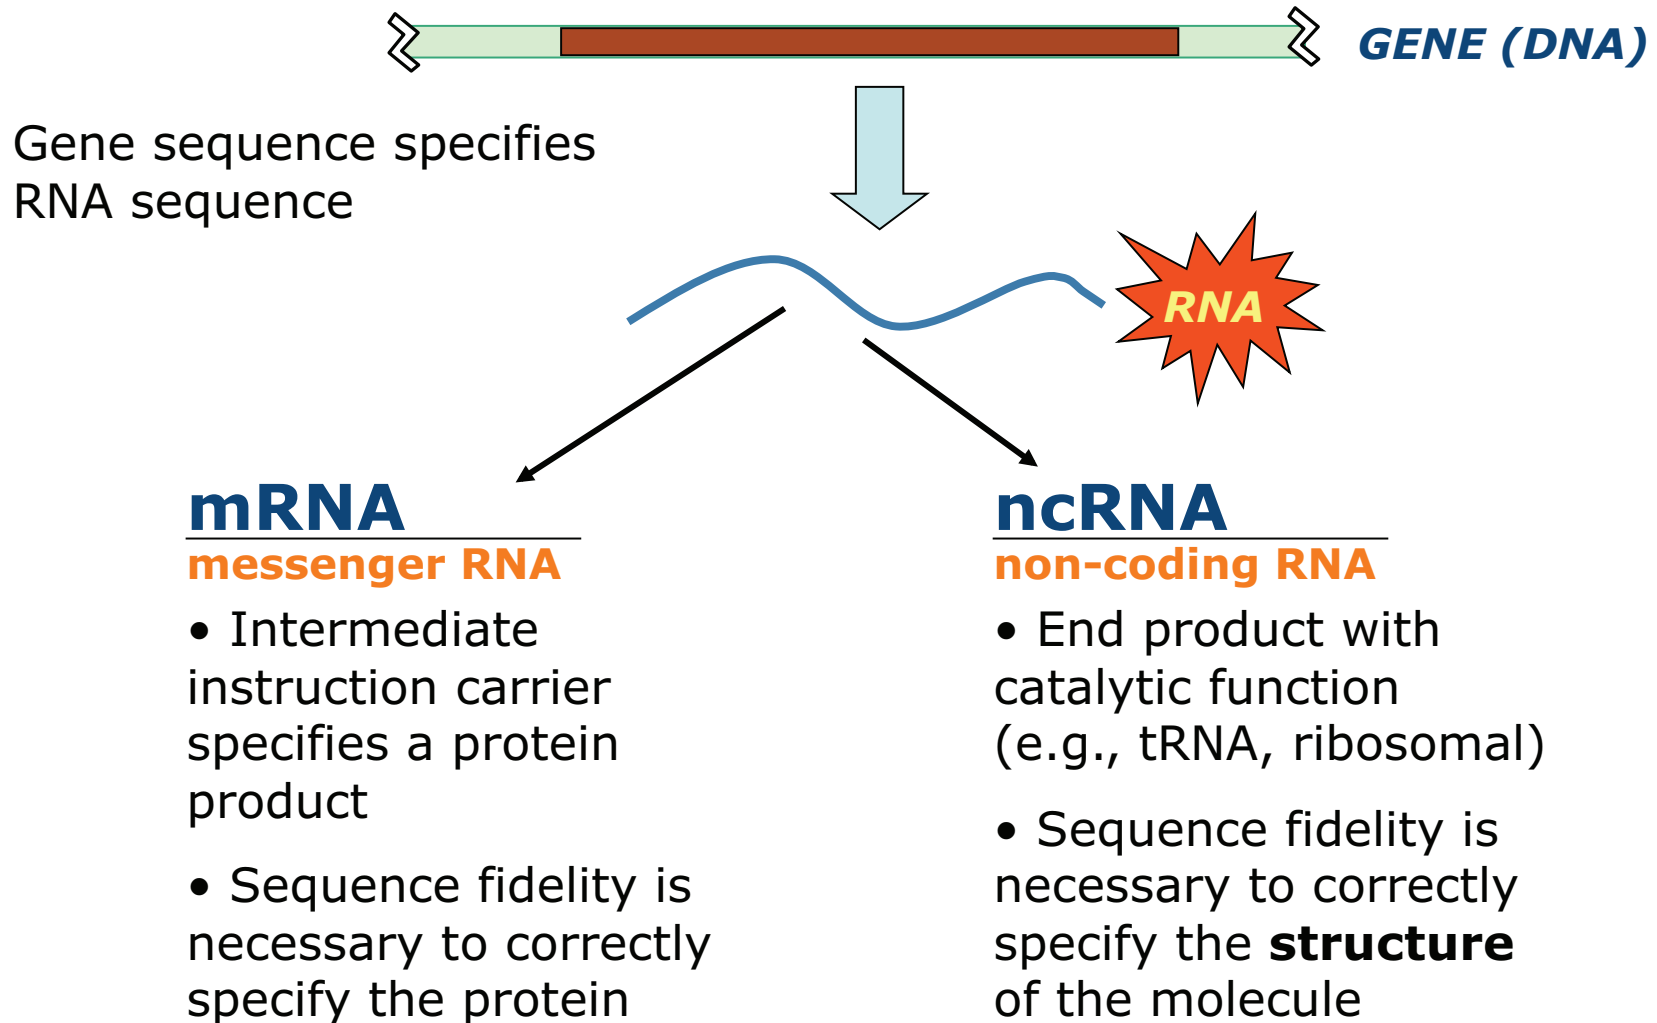 GENE (DNA)
Gene sequence specifies
RNA sequence
RNA
mRNA
messenger RNA
• Intermediate
instruction carrier
specifies a protein
product
• Sequence fidelity is
necessary to correctly
specify the protein
ncRNA
non-coding RNA
• End product with
catalytic function
(e.g., tRNA, ribosomal)
• Sequence fidelity is
necessary to correctly
specify the structure
of the molecule